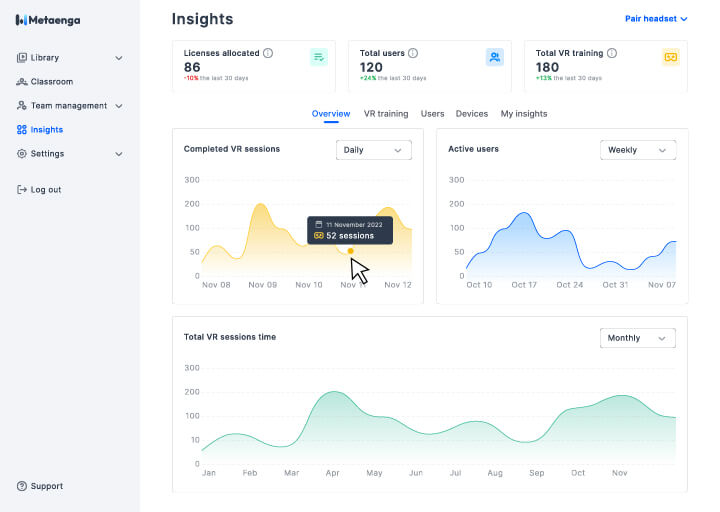 Metaenga
Library
Classroom
Team management
Insights
Settings
Log out
Support
Insights
Pair headset
Licenses allocated
86
-10% the last 30 days
Total users
120
+24% the last 30 days
Total VR training
180
+13% the last 30 days
Overview VR training Users Devices My insights
Completed VR sessions
Daily
300
200
100
50
0
11 November 2022
52 sessions
Nov 08 Nov 09 Nov 10 Nov 11 Nov 12
Active users
Weekly
300
200
100
50
0
Oct 10 Oct 17 Oct 24 Oct 31 Nov 07
Total VR sessions time
Monthly
300
200
100
10
0
Jan Feb Mar Apr May Jun Jul Aug Sep Oct Nov